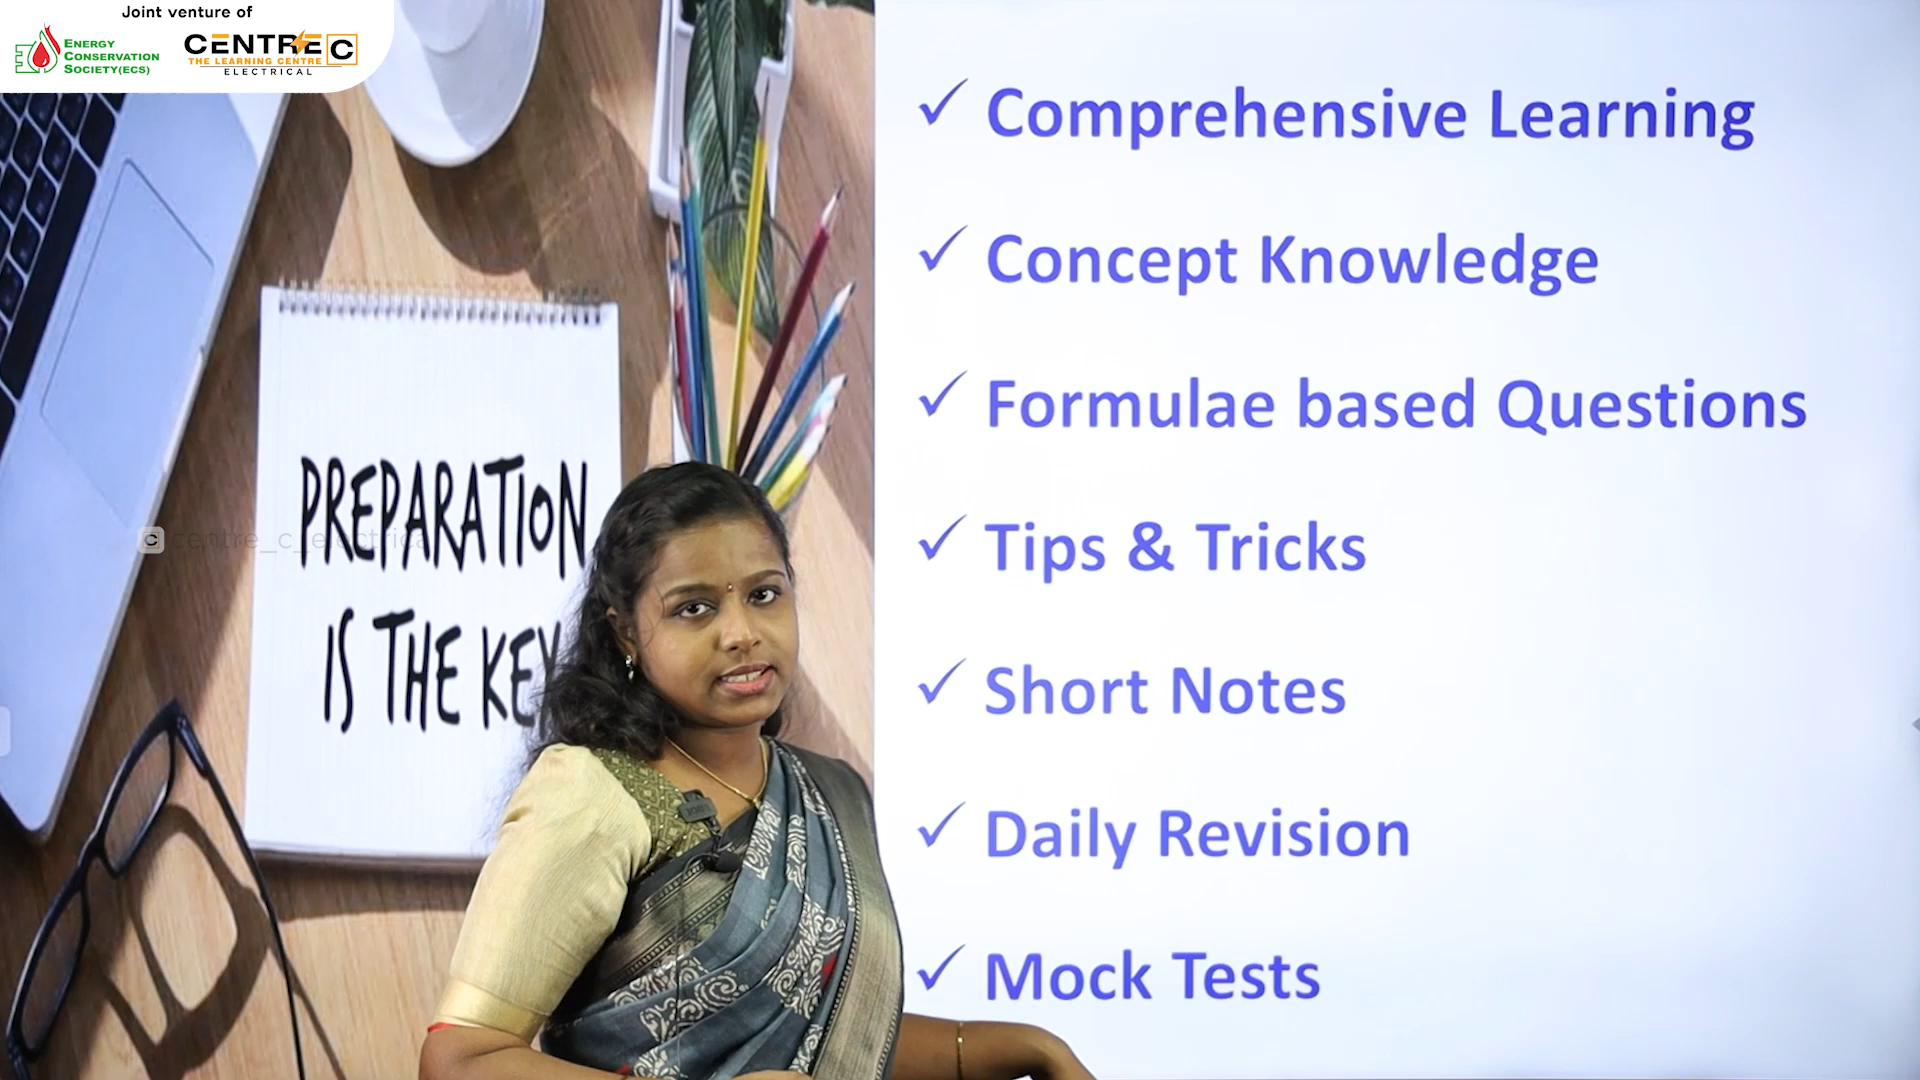 Joint venture of
ENERGY
CONSERVATION
SOCIETY(ECS)
CENTRE C
THE LEARNING CENTRE
ELECTRICAL
PREPARATION
IS THE KEY
centre_c_electrica
✓ Comprehensive Learning
✓ Concept Knowledge
✓ Formulae based Questions
✓ Tips & Tricks
✓ Short Notes
✓ Daily Revision
✓ Mock Tests